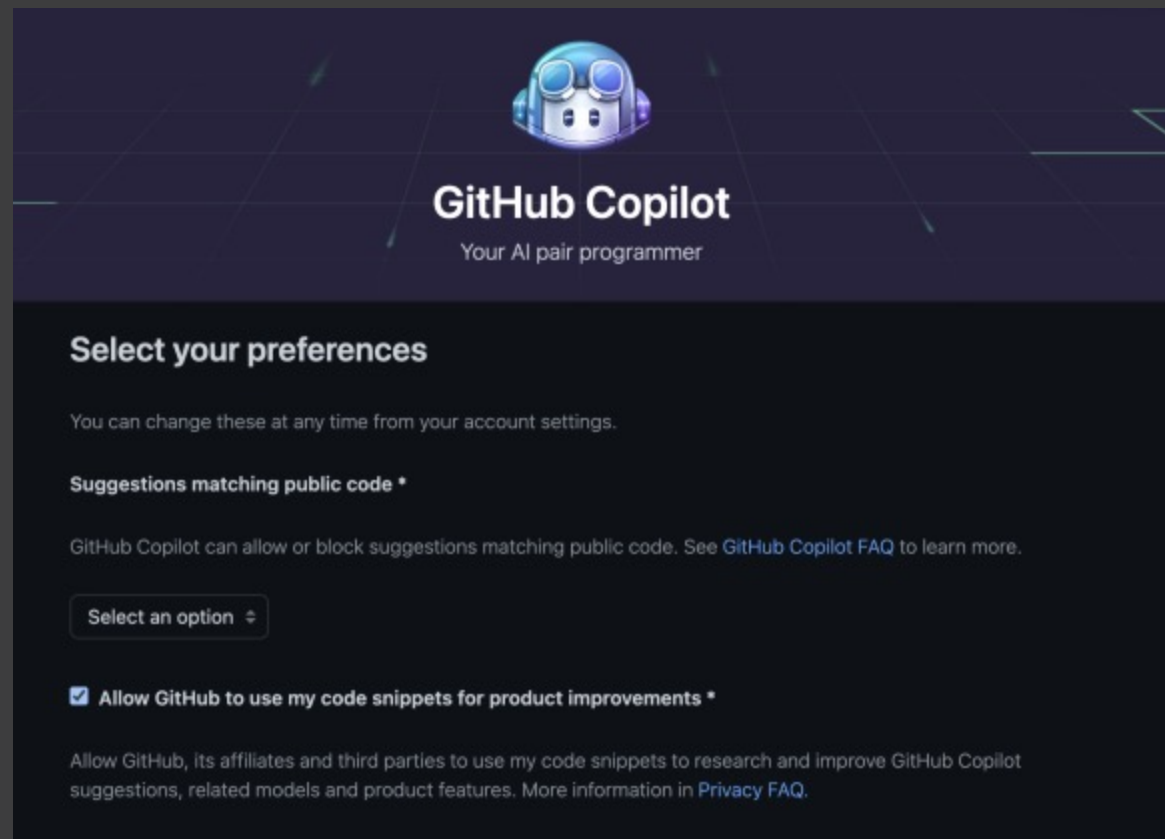 GitHub Copilot
Your AI pair programmer
Select your preferences
You can change these at any time from your account settings.
Suggestions matching public code *
GitHub Copilot can allow or block suggestions matching public code. See GitHub Copilot FAQ to learn more.
Select an option
Allow GitHub to use my code snippets for product improvements *
Allow GitHub, its affiliates and third parties to use my code snippets to research and improve GitHub Copilot
suggestions, related models and product features. More information in Privacy FAQ.